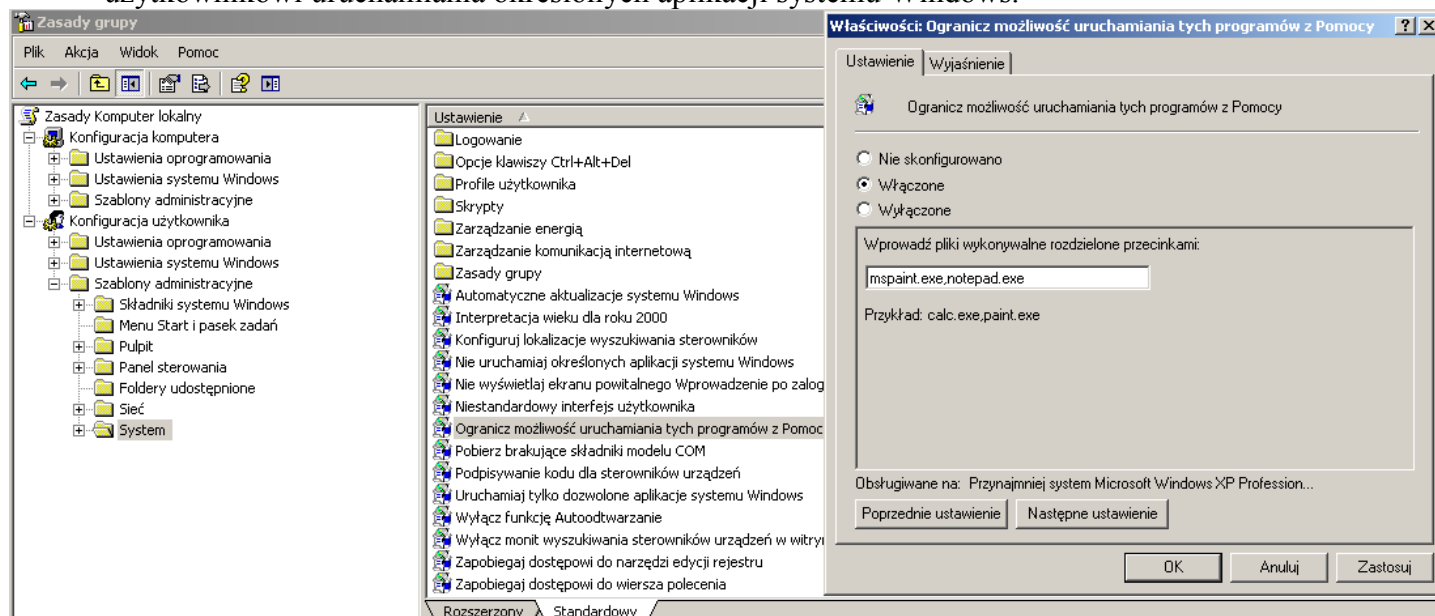 użytkownikowi uruchamiania określonych aplikacji systemu Windows.
Zasady grupy
Plik Akcja Widok Pomoc
Zasady Komputer lokalny
Konfiguracja komputera
Ustawienia oprogramowania
Ustawienia systemu Windows
Szablony administracyjne
Konfiguracja użytkownika
Ustawienia oprogramowania
Ustawienia systemu Windows
Szablony administracyjne
Składniki systemu Windows
Menu Start i pasek zadań
Pulpit
Panel sterowania
Foldery udostępnione
Sieć
System
Ustawienie
Logowanie
Opcje klawiszy Ctrl+Alt+Del
Profile użytkownika
Skrypty
Zarządzanie energią
Zarządzanie komunikacją internetową
Zasady grupy
Automatyczne aktualizacje systemu Windows
Interpretacja wieku dla roku 2000
Konfiguruj lokalizacje wyszukiwania sterowników
Nie uruchamiaj określonych aplikacji systemu Windows
Nie wyświetlaj ekranu powitalnego Wprowadzenie po zalog
Niestandardowy interfejs użytkownika
Ogranicz możliwość uruchamiania tych programów z Pomoc
Pobierz brakujące składniki modelu COM
Podpisywanie kodu dla sterowników urządzeń
Uruchamiaj tylko dozwolone aplikacje systemu Windows
Wyłącz funkcję Autoodtwarzanie
Wyłącz monit wyszukiwania sterowników urządzeń w witry
Zapobiegaj dostępowi do narzędzi edycji rejestru
Zapobiegaj dostępowi do wiersza polecenia
Rozszerzony Standardowy
Właściwości: Ogranicz możliwość uruchamiania tych programów z Pomocy
Ustawienie Wyjaśnienie
Ogranicz możliwość uruchamiania tych programów z Pomocy
Nie skonfigurowano
Włączone
Wyłączone
Wprowadź pliki wykonywalne rozdzielone przecinkami:
mspaint.exe,notepad.exe
Przykład: calc.exe,paint.exe
Obsługiwane na: Przynajmniej system Microsoft Windows XP Profession...
Poprzednie ustawienie Następne ustawienie
OK Anuluj Zastosuj